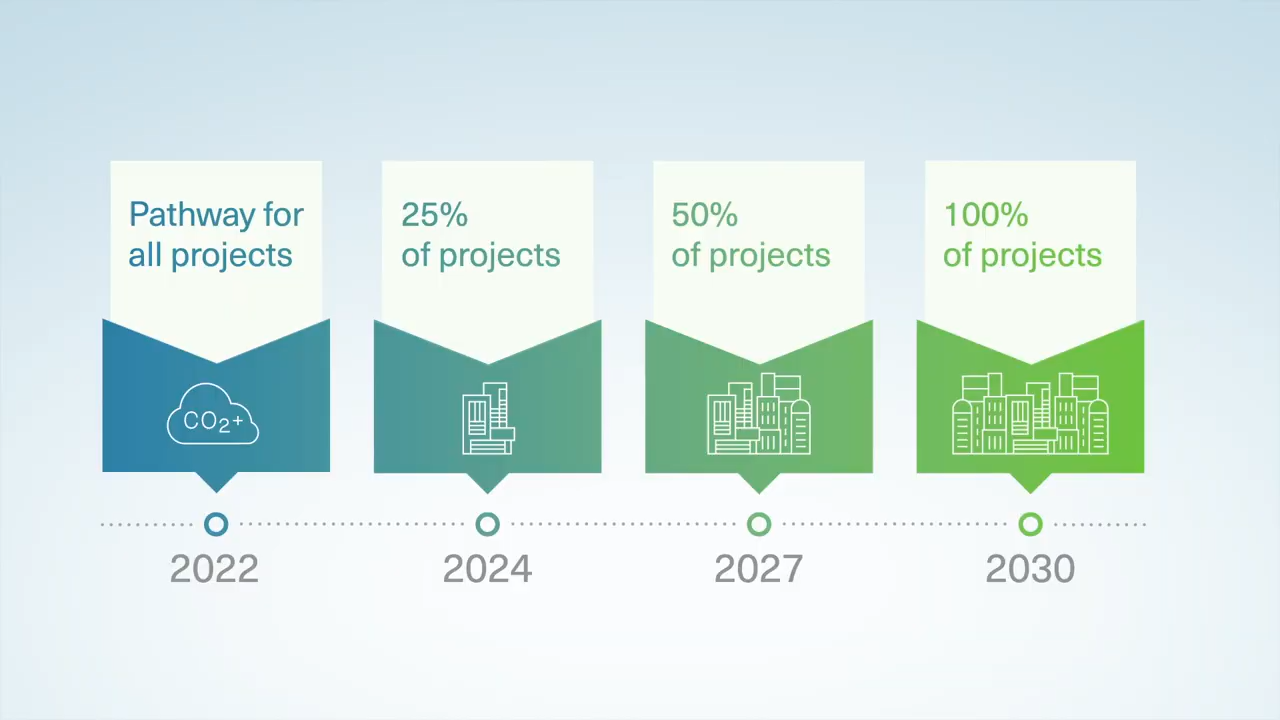 Pathway for
all projects
25%
of projects
50%
of projects
100%
of projects
CO₂+
2022
2024
2027
2030